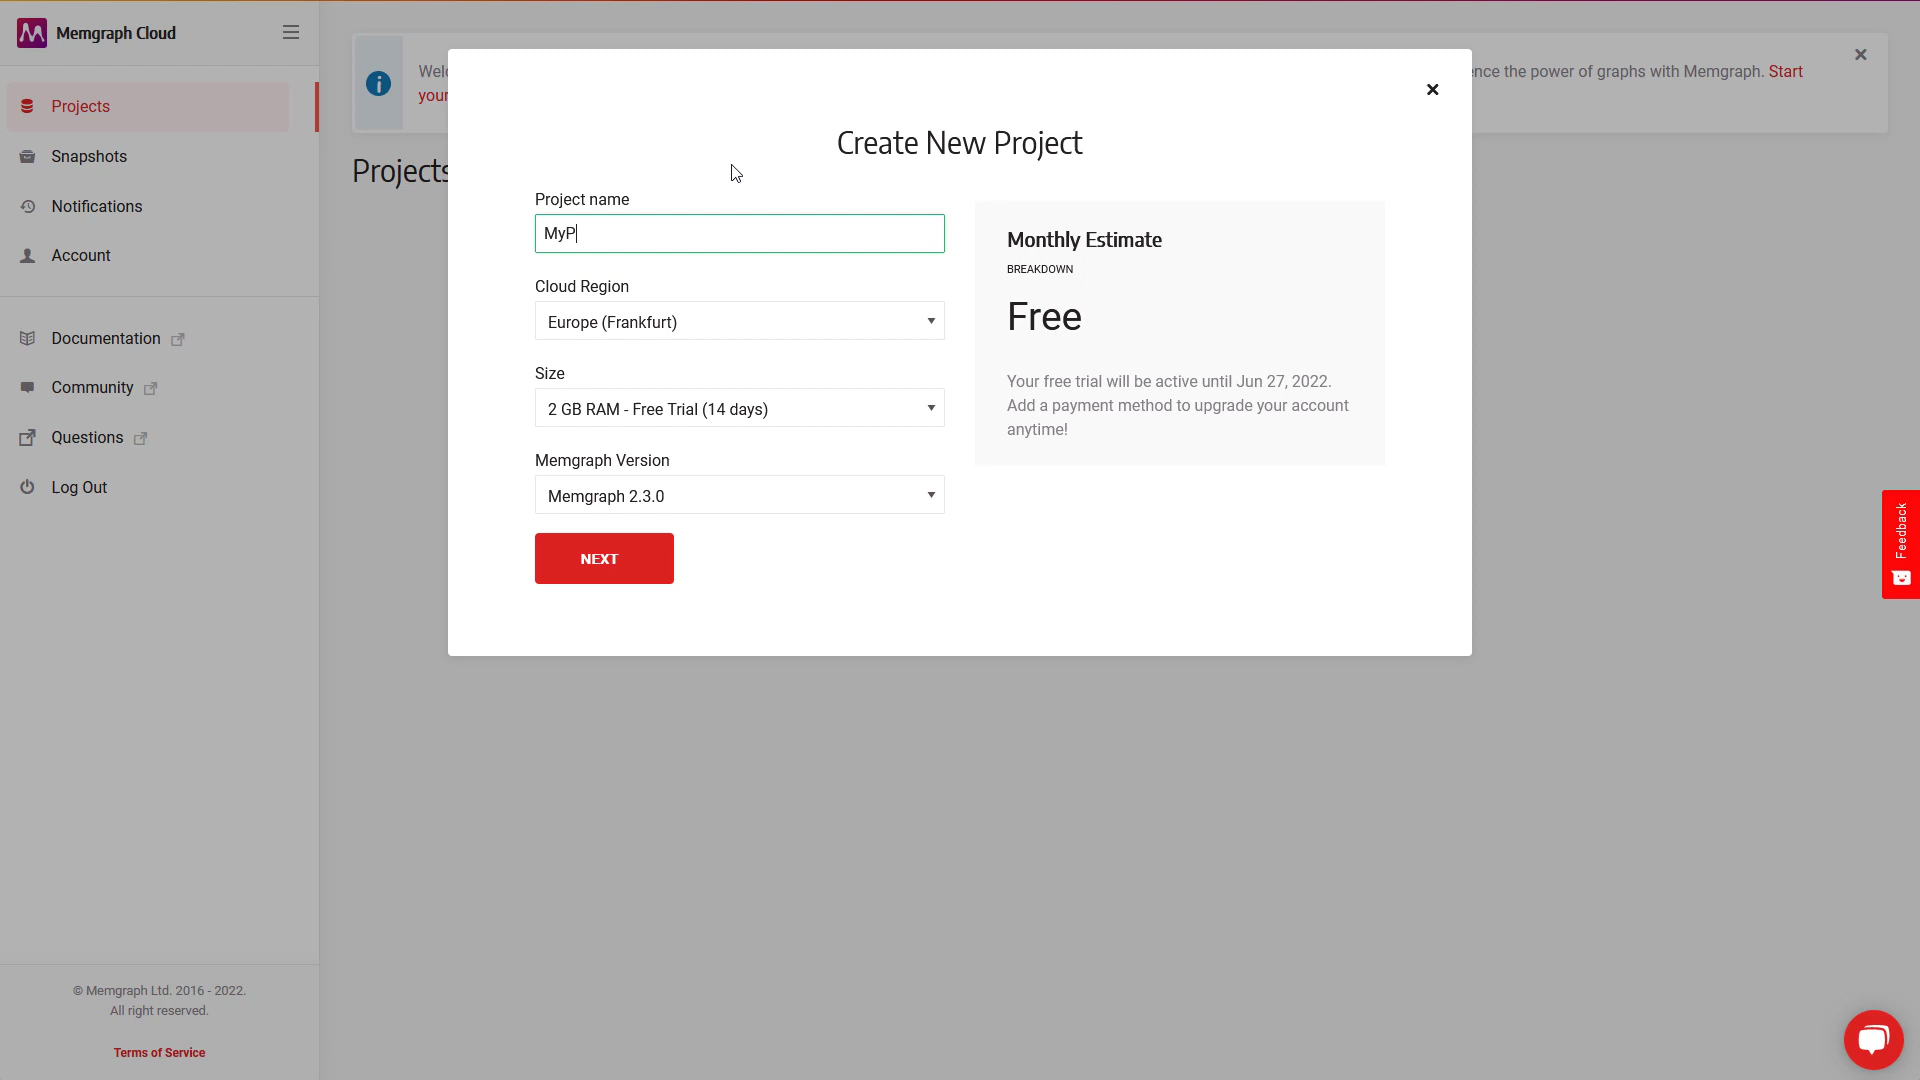 Memgraph Cloud
Projects
Snapshots
Notifications
Account
Documentation
Community
Questions
Log Out
© Memgraph Ltd. 2016 - 2022.
All right reserved.
Terms of Service
ence the power of graphs with Memgraph. Start
your
Projects
Create New Project
Project name
MyP
Cloud Region
Europe (Frankfurt)
Size
2 GB RAM - Free Trial (14 days)
Memgraph Version
Memgraph 2.3.0
NEXT
Monthly Estimate
BREAKDOWN
Free
Your free trial will be active until Jun 27, 2022.
Add a payment method to upgrade your account
anytime!
Feedback